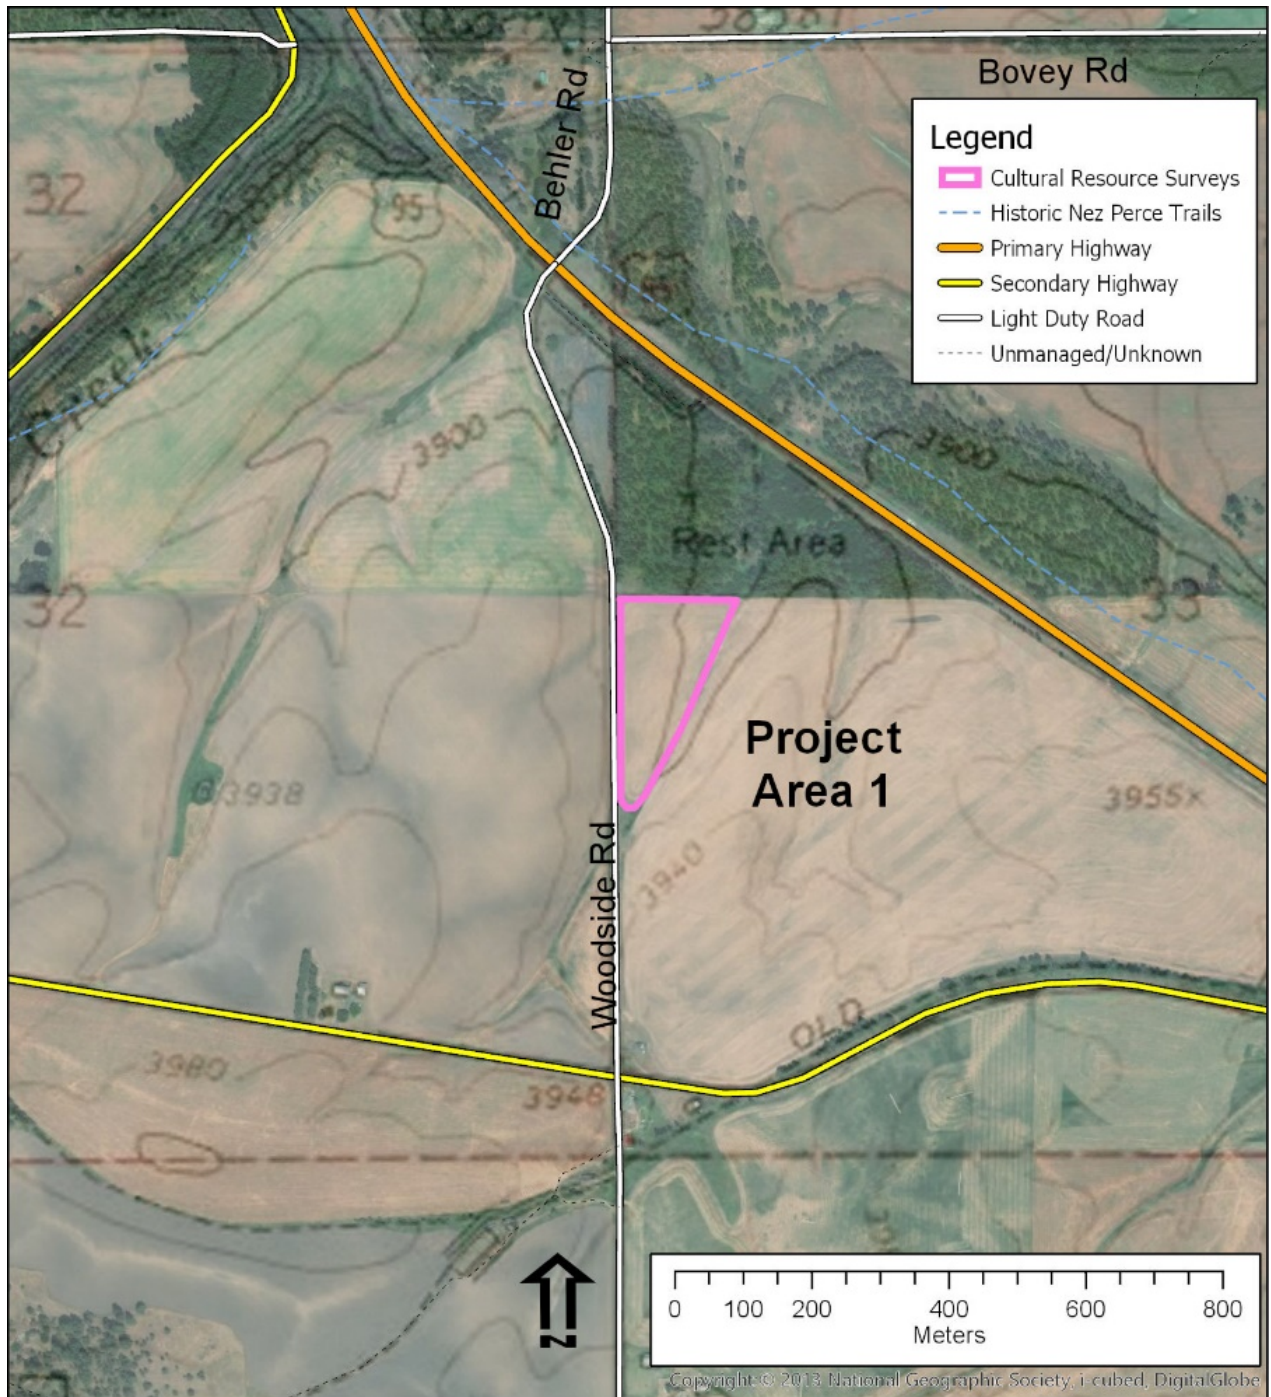 Bovey Rd
Behler Rd
Legend
Cultural Resource Surveys
Historic Nez Perce Trails
Primary Highway
Secondary Highway
Light Duty Road
Unmanaged/Unknown
32
95
Creek
3900
3900
Rest Area
32
33
Project
Area 1
3938
3955x
Woodside Rd
3940
OLD
3980
3946
N
0 100 200 400 600 800
Meters
Copyright:© 2013 National Geographic Society, i-cubed, DigitalGlobe